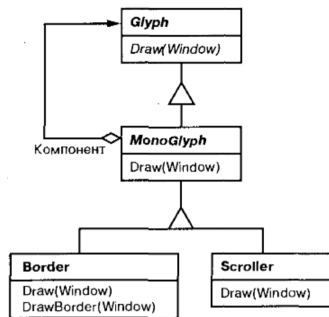 Glyph
Draw(Window)
Компонент
MonoGlyph
Draw(Window)
Border
Draw(Window)
DrawBorder(Window)
Scroller
Draw(Window)